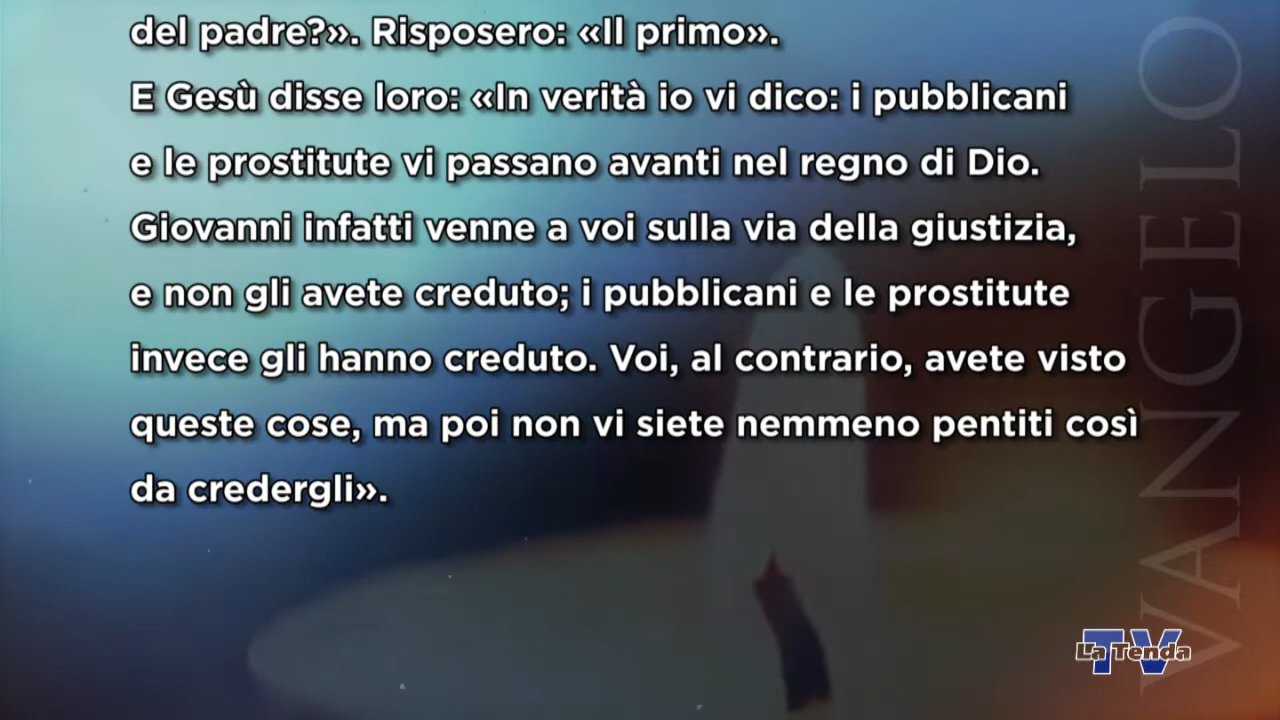 del padre?». Risposero: «Il primo».
E Gesù disse loro: «In verità io vi dico: i pubblicani
e le prostitute vi passano avanti nel regno di Dio.
Giovanni infatti venne a voi sulla via della giustizia,
e non gli avete creduto; i pubblicani e le prostitute
invece gli hanno creduto. Voi, al contrario, avete visto
queste cose, ma poi non vi siete nemmeno pentiti così
da credergli».
VANGELO
TV
La Tenda